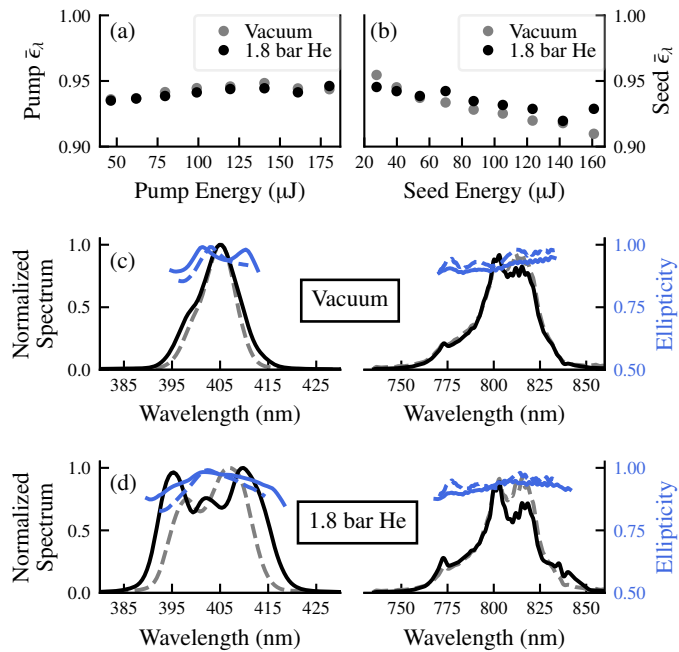 (a)
Vacuum
1.8 bar He
Pump ε̄λ
1.00
0.95
0.90
50 75 100 125 150 175
Pump Energy (μJ)
(b)
Vacuum
1.8 bar He
1.00
0.95
0.90
Seed ε̄λ
20 40 60 80 100 120 140 160
Seed Energy (μJ)
(c)
Normalized
Spectrum
1.0
0.5
0.0
385 395 405 415 425
Wavelength (nm)
Vacuum
1.00
0.75
0.50
Ellipticity
750 775 800 825
Wavelength (nm)
(d)
Normalized
Spectrum
1.0
0.5
0.0
385 395 405 415 425
Wavelength (nm)
1.8 bar He
1.00
0.75
0.50
Ellipticity
750 775 800 825
Wavelength (nm)